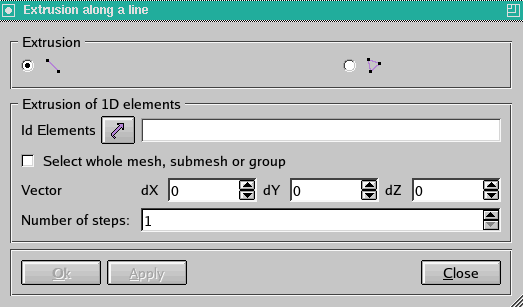 Extrusion along a line
Extrusion
Extrusion of 1D elements
Id Elements
Select whole mesh, submesh or group
Vector dX 0 dY 0 dZ 0
Number of steps: 1
Ok Apply Close